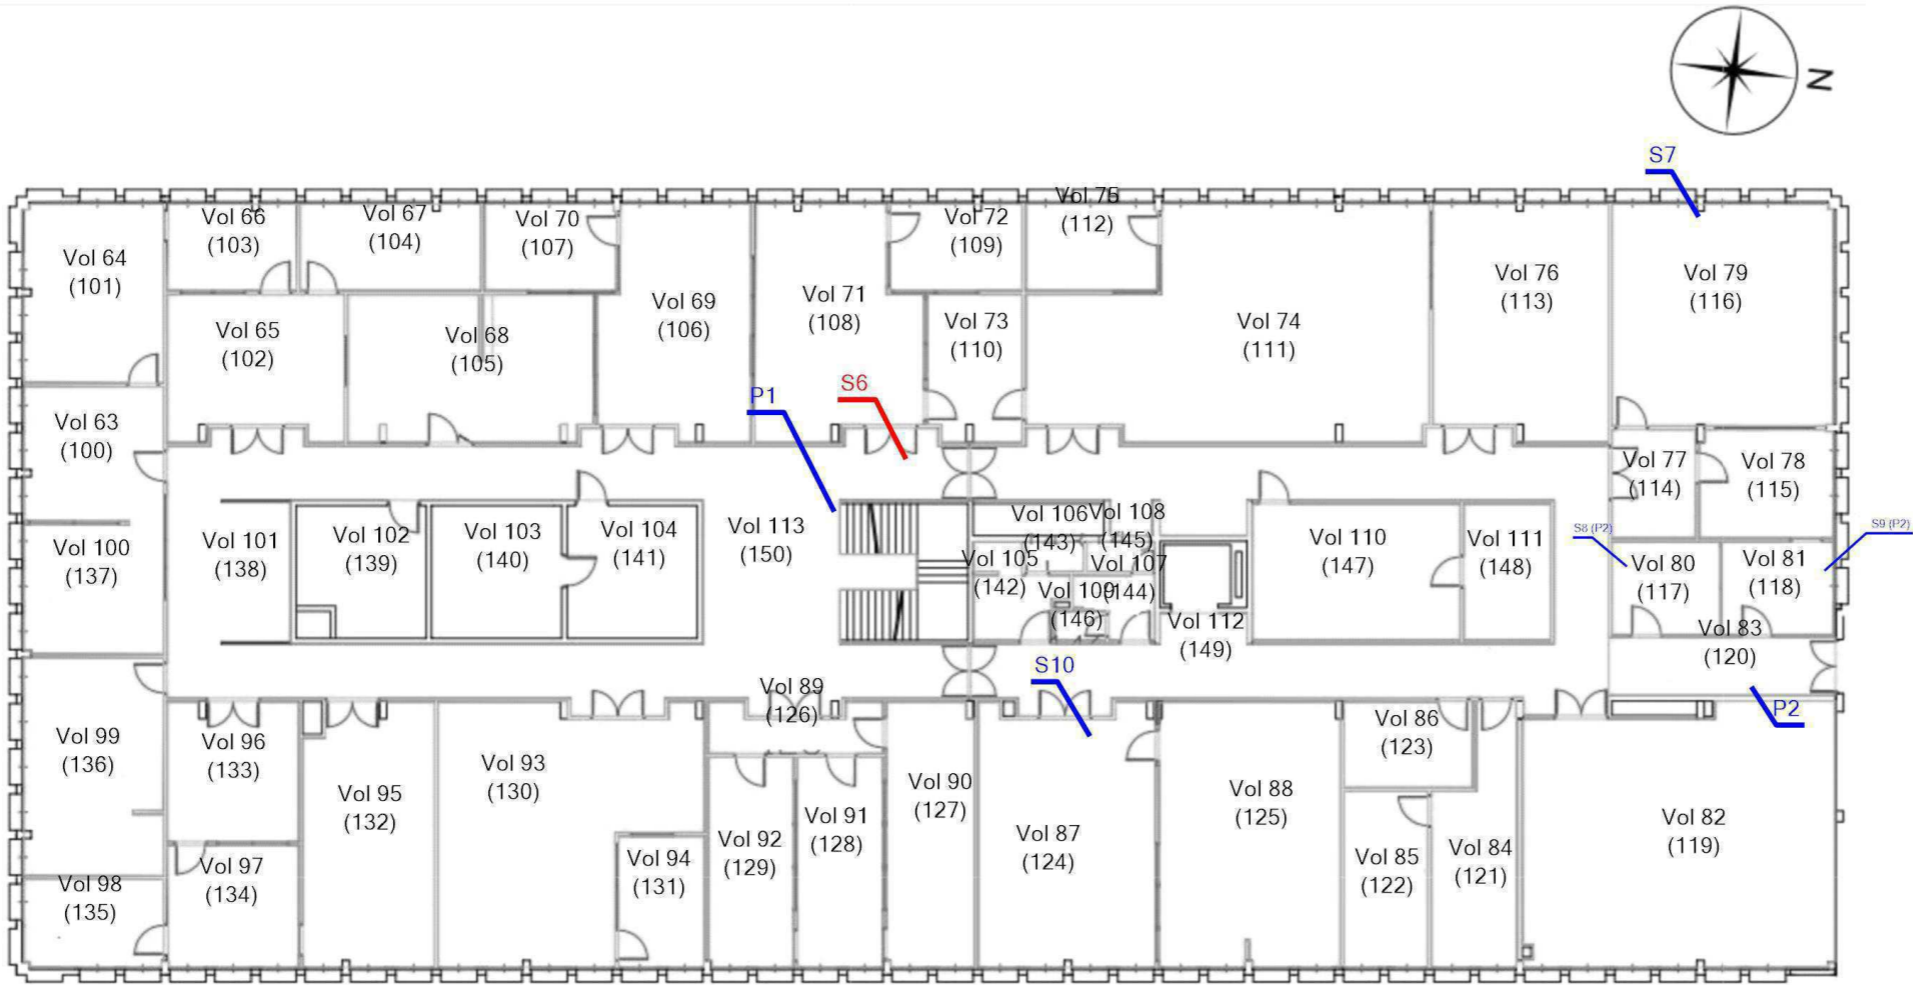 N
S7
Vol 64
(101)
Vol 66
(103)
Vol 67
(104)
Vol 70
(107)
Vol 72
(109)
Vol 75
(112)
Vol 65
(102)
Vol 68
(105)
Vol 69
(106)
Vol 71
(108)
Vol 73
(110)
Vol 74
(111)
Vol 76
(113)
Vol 79
(116)
P1
S6
Vol 63
(100)
Vol 77
(114)
Vol 78
(115)
Vol 100
(137)
Vol 101
(138)
Vol 102
(139)
Vol 103
(140)
Vol 104
(141)
Vol 113
(150)
Vol 106
(143)
Vol 108
(145)
Vol 105
(142)
Vol 107
(144)
Vol 109
(146)
Vol 112
(149)
Vol 110
(147)
Vol 111
(148)
S8 (P2)
S9 (P2)
Vol 80
(117)
Vol 81
(118)
Vol 83
(120)
S10
P2
Vol 99
(136)
Vol 96
(133)
Vol 95
(132)
Vol 93
(130)
Vol 89
(126)
Vol 90
(127)
Vol 87
(124)
Vol 88
(125)
Vol 86
(123)
Vol 82
(119)
Vol 98
(135)
Vol 97
(134)
Vol 94
(131)
Vol 92
(129)
Vol 91
(128)
Vol 85
(122)
Vol 84
(121)